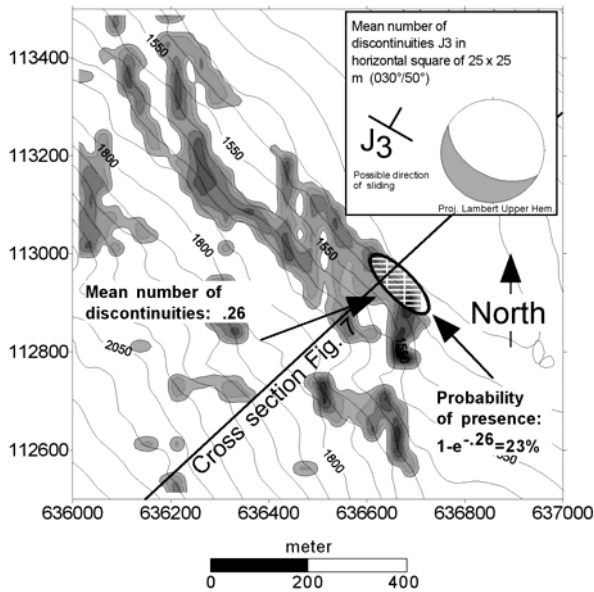 Mean number of
discontinuities J3 in
horizontal square of 25 x 25
m (030°/50°)
J3
Possible direction
of sliding
Proj. Lambert Upper Hem.
113400
113200
113000
112800
112600
1550
1800
1550
1800
1550
2050
1550
1800
Mean number of
discontinuities: .26
Cross section Fig. 7
North
Probability
of presence:
1-e-.26=23%
636000 636200 636400 636600 636800 637000
meter
0 200 400